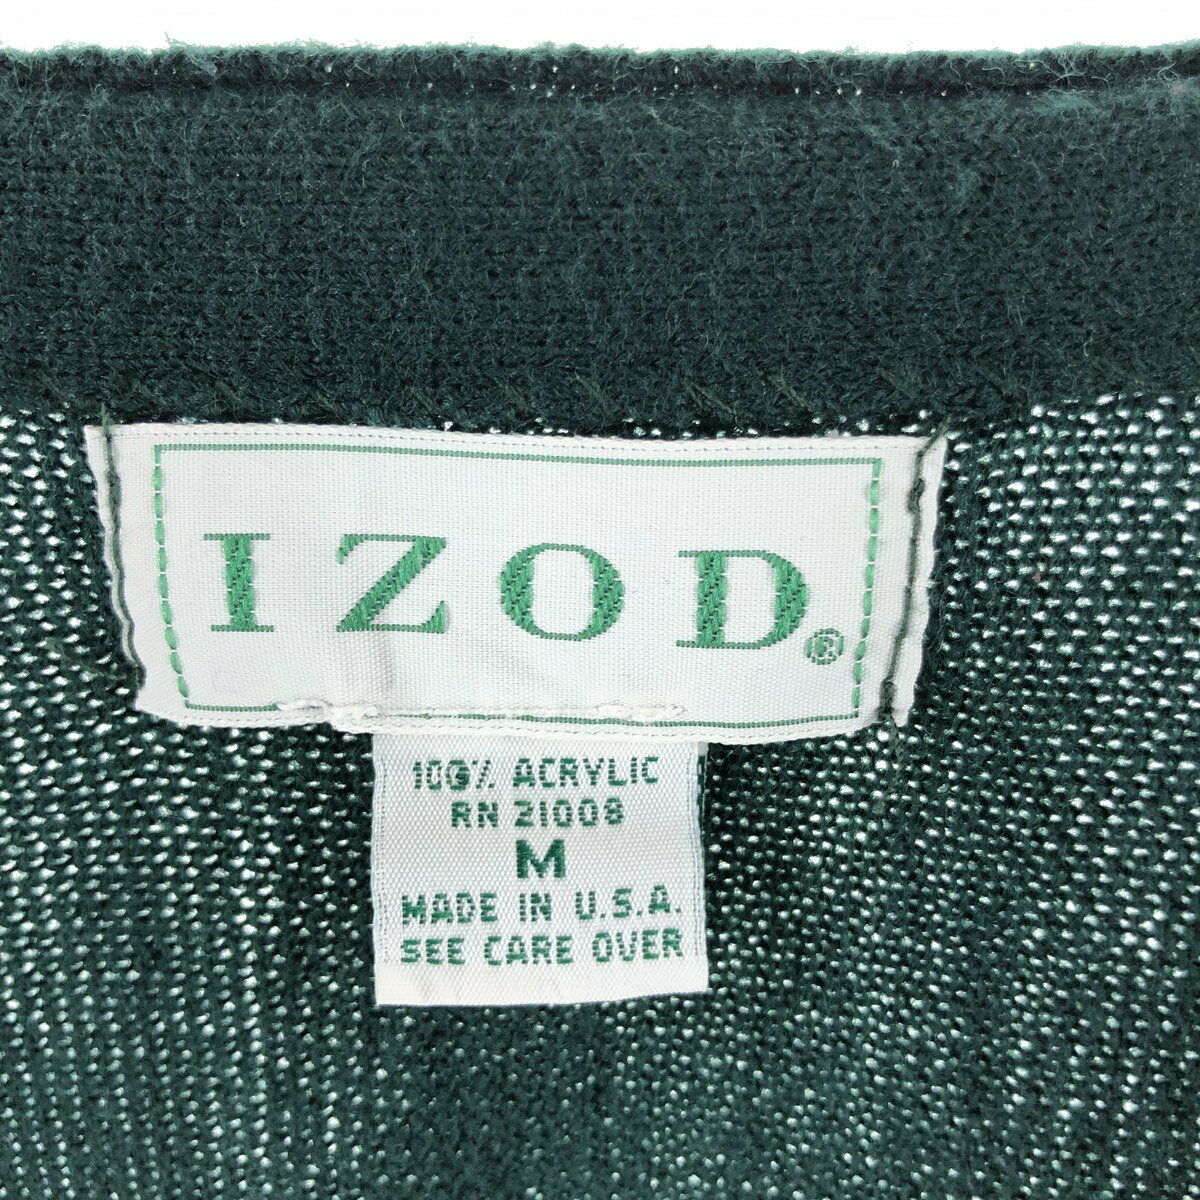 IZOD®
100% ACRYLIC
RN 21008
M
MADE IN U.S.A.
SEE CARE OVER